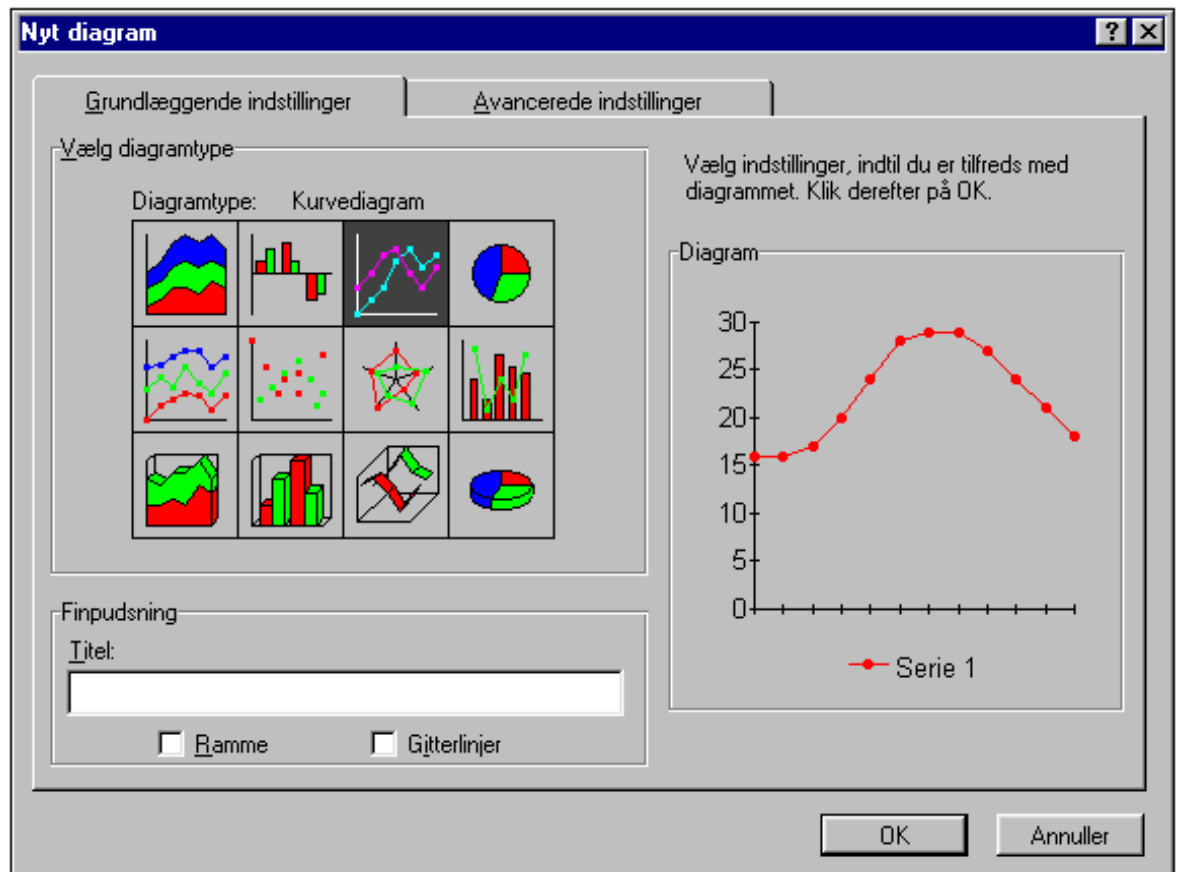 Nyt diagram
Grundlæggende indstillinger
Avancerede indstillinger
Vælg diagramtype
Diagramtype: Kurvediagram
Vælg indstillinger, indtil du er tilfreds med
diagrammet. Klik derefter på OK.
Diagram
30
25
20
15
10
5
0
Serie 1
Finpudsning
Titel:
Ramme
Gitterlinjer
OK
Annuller